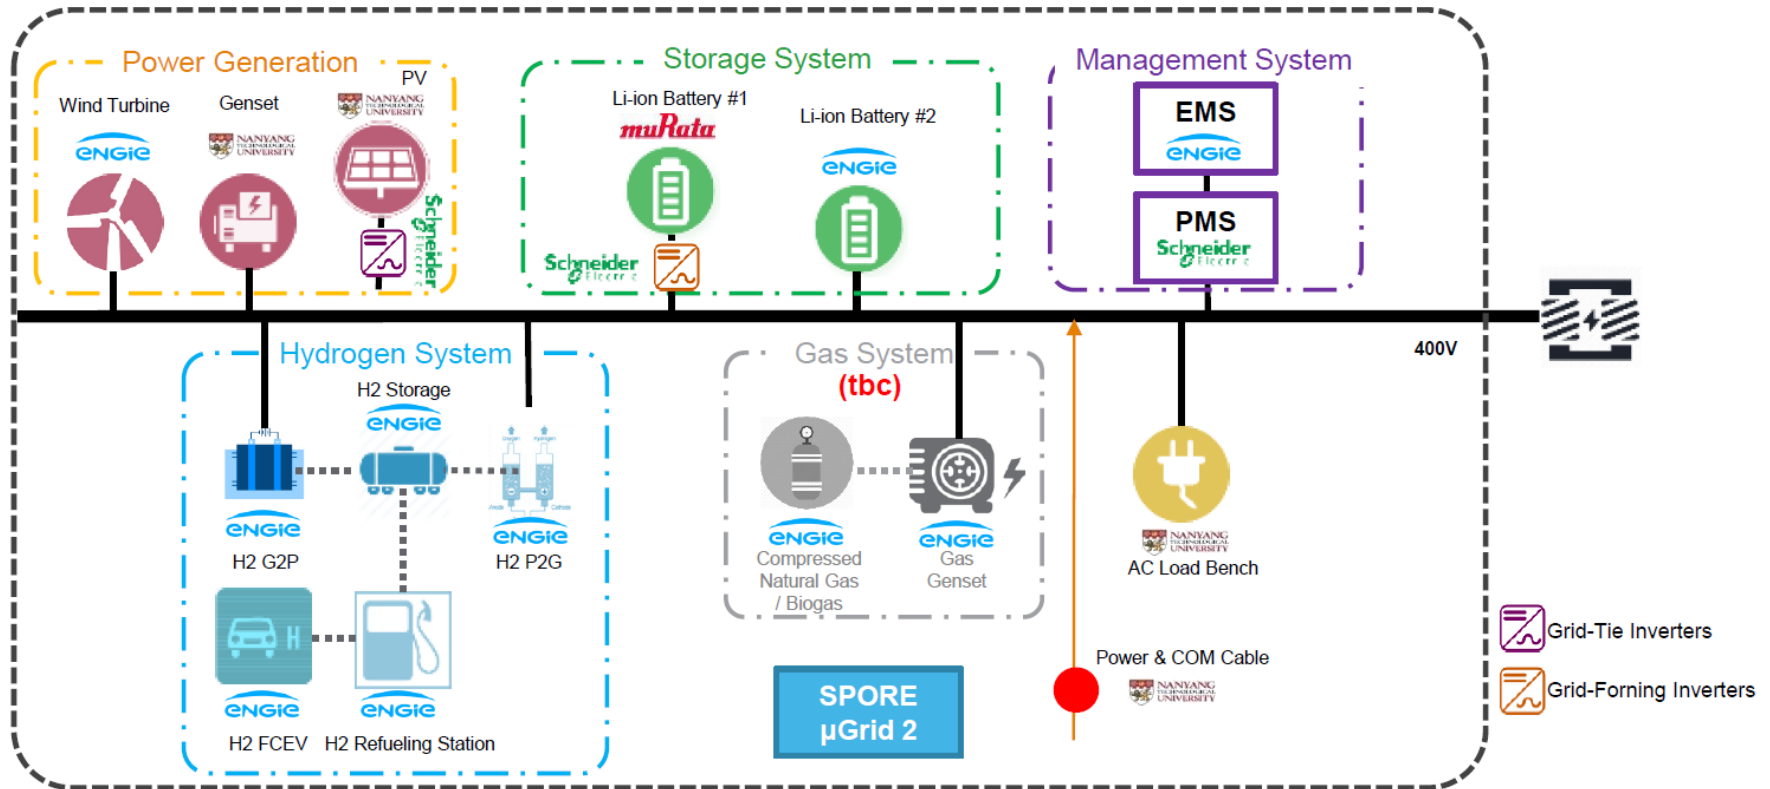 Power Generation
Wind Turbine
ENGIE
Genset
NANYANG
TECHNOLOGICAL
UNIVERSITY
PV
NANYANG
TECHNOLOGICAL
UNIVERSITY
Schneider
Electric
Storage System
Li-ion Battery #1
muRata
Schneider
Electric
Li-ion Battery #2
ENGIE
Management System
EMS
ENGIE
PMS
Schneider
Electric
400V
Hydrogen System
H2 Storage
ENGIE
Oxygen
Hydrogen
Anode
Cathode
ENGIE
H2 G2P
ENGIE
H2 P2G
H
ENGIE
H2 FCEV
ENGIE
H2 Refueling Station
Gas System
(tbc)
ENGIE
Compressed
Natural Gas
/ Biogas
ENGIE
Gas
Genset
NANYANG
TECHNOLOGICAL
UNIVERSITY
AC Load Bench
Power & COM Cable
NANYANG
TECHNOLOGICAL
UNIVERSITY
SPORE
µGrid 2
Grid-Tie Inverters
Grid-Forning Inverters